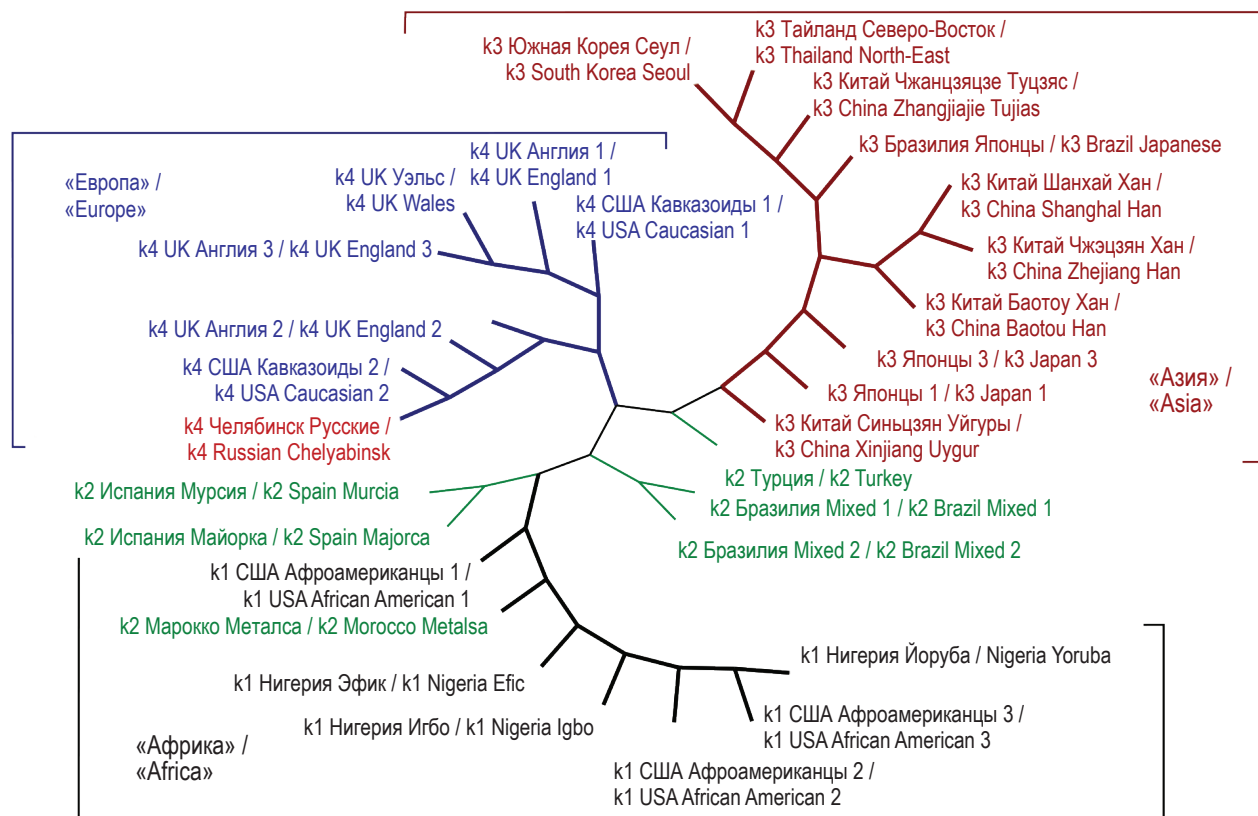 k3 Южная Корея Сеул /
k3 South Korea Seoul
k3 Тайланд Северо-Восток /
k3 Thailand North-East
k3 Китай Чжанцзяцзе Туцзяс /
k3 China Zhangjiajie Tujias
k3 Бразилия Японцы / k3 Brazil Japanese
k3 Китай Шанхай Хан /
k3 China Shanghal Han
k3 Китай Чжэцзян Хан /
k3 China Zhejiang Han
k3 Китай Баотоу Хан /
k3 China Baotou Han
k3 Японцы 3 / k3 Japan 3
«Азия» /
«Asia»
k3 Японцы 1 / k3 Japan 1
k3 Китай Синьцзян Уйгуры /
k3 China Xinjiang Uygur
«Европа» /
«Europe»
k4 UK Англия 1 /
k4 UK England 1
k4 UK Уэльс /
k4 UK Wales
k4 США Кавказоиды 1 /
k4 USA Caucasian 1
k4 UK Англия 3 / k4 UK England 3
k4 UK Англия 2 / k4 UK England 2
k4 США Кавказоиды 2 /
k4 USA Caucasian 2
k4 Челябинск Русские /
k4 Russian Chelyabinsk
k2 Турция / k2 Turkey
k2 Бразилия Mixed 1 / k2 Brazil Mixed 1
k2 Бразилия Mixed 2 / k2 Brazil Mixed 2
k2 Испания Мурсия / k2 Spain Murcia
k2 Испания Майорка / k2 Spain Majorca
k1 США Афроамериканцы 1 /
k1 USA African American 1
k2 Марокко Металса / k2 Morocco Metalsa
k1 Нигерия Эфик / k1 Nigeria Efic
k1 Нигерия Игбо / k1 Nigeria Igbo
k1 Нигерия Йоруба / Nigeria Yoruba
k1 США Афроамериканцы 3 /
k1 USA African American 3
k1 США Афроамериканцы 2 /
k1 USA African American 2
«Африка» /
«Africa»